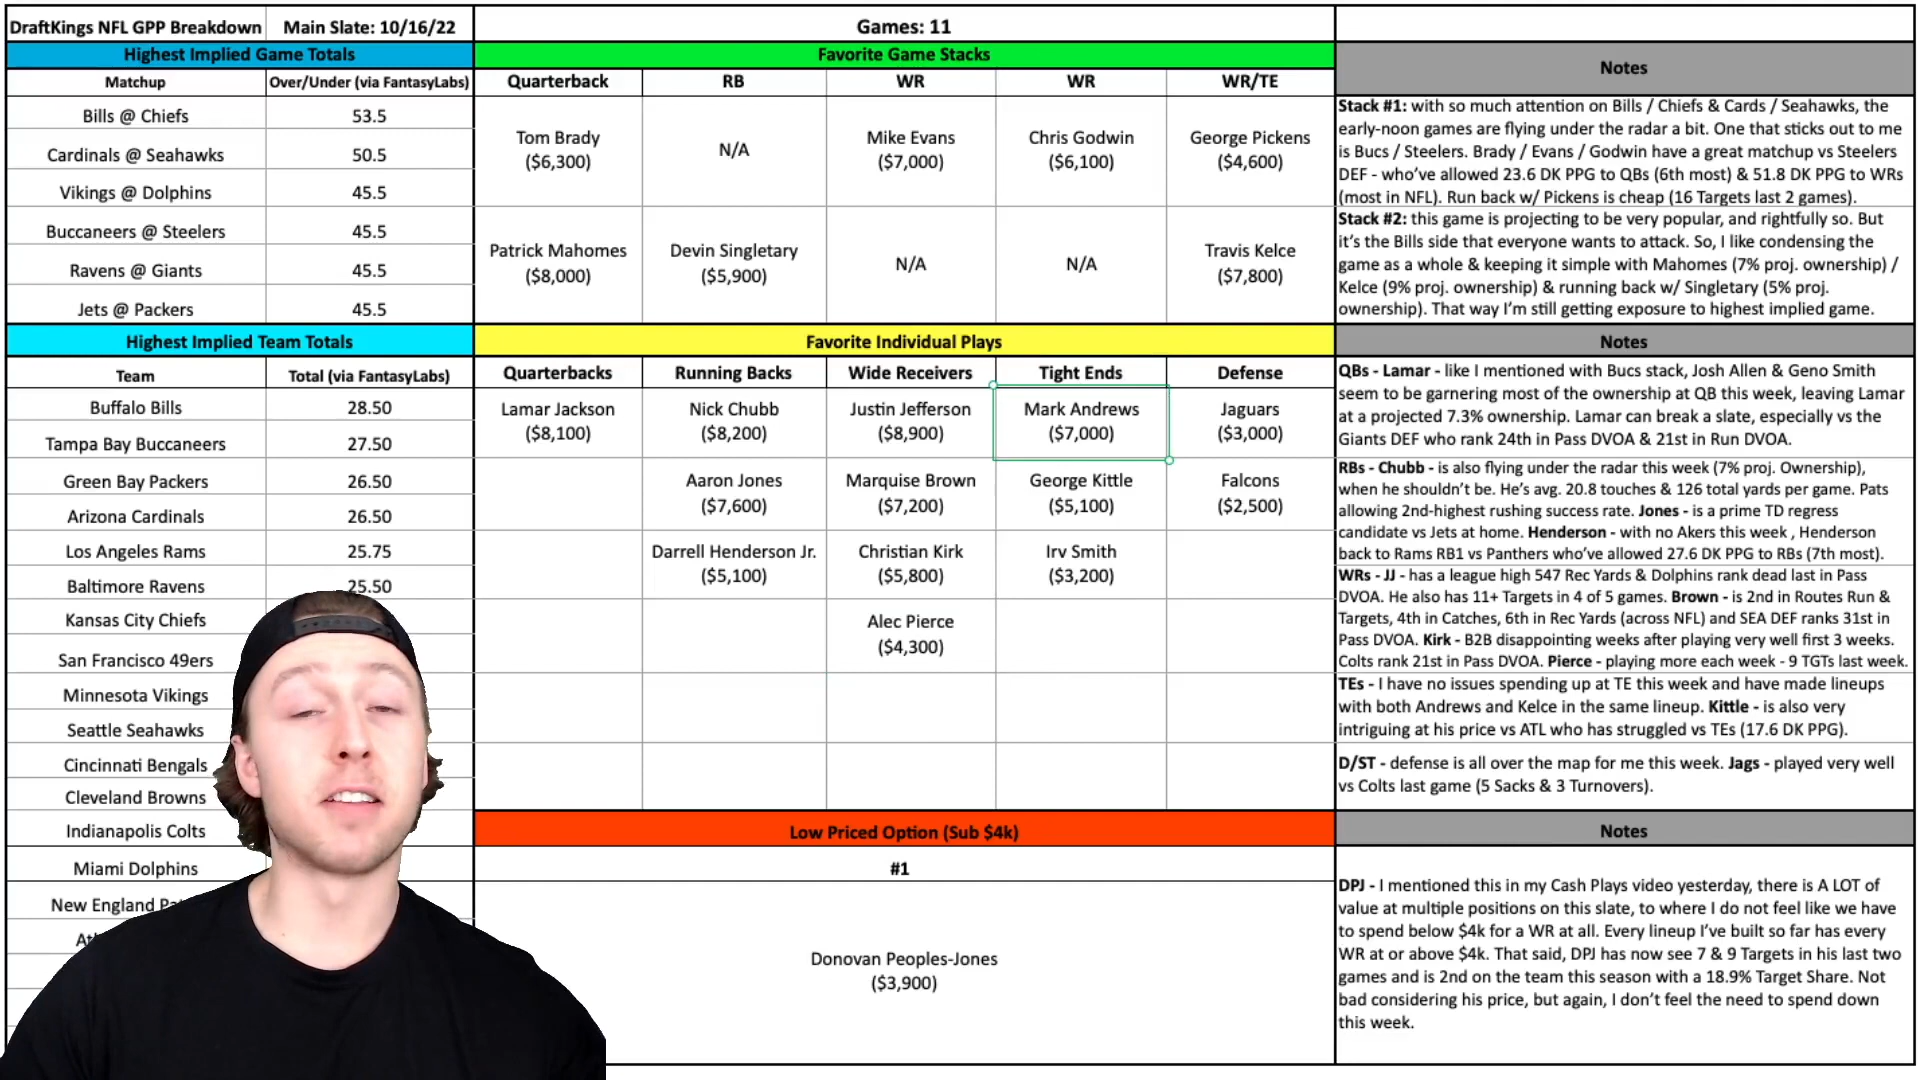 DraftKings NFL GPP Breakdown
Main Slate: 10/16/22
Games: 11
Highest Implied Game Totals
Matchup
Over/Under (via FantasyLabs)
Bills @ Chiefs
53.5
Cardinals @ Seahawks
50.5
Vikings @ Dolphins
45.5
Buccaneers @ Steelers
45.5
Ravens @ Giants
45.5
Jets @ Packers
45.5
Favorite Game Stacks
Quarterback
RB
WR
WR
WR/TE
Tom Brady
($6,300)
N/A
Mike Evans
($7,000)
Chris Godwin
($6,100)
George Pickens
($4,600)
Patrick Mahomes
($8,000)
Devin Singletary
($5,900)
N/A
N/A
Travis Kelce
($7,800)
Notes
Stack #1: with so much attention on Bills / Chiefs & Cards / Seahawks, the
early-noon games are flying under the radar a bit. One that sticks out to me
is Bucs / Steelers. Brady / Evans / Godwin have a great matchup vs Steelers
DEF - who've allowed 23.6 DK PPG to QBs (6th most) & 51.8 DK PPG to WRs
(most in NFL). Run back w/ Pickens is cheap (16 Targets last 2 games).
Stack #2: this game is projecting to be very popular, and rightfully so. But
it's the Bills side that everyone wants to attack. So, I like condensing the
game as a whole & keeping it simple with Mahomes (7% proj. ownership) /
Kelce (9% proj. ownership) & running back w/ Singletary (5% proj.
ownership). That way I'm still getting exposure to highest implied game.
Highest Implied Team Totals
Team
Total (via FantasyLabs)
Buffalo Bills
28.50
Tampa Bay Buccaneers
27.50
Green Bay Packers
26.50
Arizona Cardinals
26.50
Los Angeles Rams
25.75
Baltimore Ravens
25.50
Kansas City Chiefs
San Francisco 49ers
Minnesota Vikings
Seattle Seahawks
Cincinnati Bengals
Cleveland Browns
Indianapolis Colts
Miami Dolphins
New England
Favorite Individual Plays
Quarterbacks
Running Backs
Wide Receivers
Tight Ends
Defense
Lamar Jackson
($8,100)
Nick Chubb
($8,200)
Justin Jefferson
($8,900)
Mark Andrews
($7,000)
Jaguars
($3,000)
Aaron Jones
($7,600)
Marquise Brown
($7,200)
George Kittle
($5,100)
Falcons
($2,500)
Darrell Henderson Jr.
($5,100)
Christian Kirk
($5,800)
Irv Smith
($3,200)
Alec Pierce
($4,300)
Notes
QBs - Lamar - like I mentioned with Bucs stack, Josh Allen & Geno Smith
seem to be garnering most of the ownership at QB this week, leaving Lamar
at a projected 7.3% ownership. Lamar can break a slate, especially vs the
Giants DEF who rank 24th in Pass DVOA & 21st in Run DVOA.
RBs - Chubb - is also flying under the radar this week (7% proj. Ownership),
when he shouldn't be. He's avg. 20.8 touches & 126 total yards per game. Pats
allowing 2nd-highest rushing success rate. Jones - is a prime TD regress
candidate vs Jets at home. Henderson - with no Akers this week , Henderson
back to Rams RB1 vs Panthers who've allowed 27.6 DK PPG to RBs (7th most).
WRs - JJ - has a league high 547 Rec Yards & Dolphins rank dead last in Pass
DVOA. He also has 11+ Targets in 4 of 5 games. Brown - is 2nd in Routes Run &
Targets, 4th in Catches, 6th in Rec Yards (across NFL) and SEA DEF ranks 31st in
Pass DVOA. Kirk - B2B disappointing weeks after playing very well first 3 weeks.
Colts rank 21st in Pass DVOA. Pierce - playing more each week - 9 TGTs last week.
TEs - I have no issues spending up at TE this week and have made lineups
with both Andrews and Kelce in the same lineup. Kittle - is also very
intriguing at his price vs ATL who has struggled vs TEs (17.6 DK PPG).
D/ST - defense is all over the map for me this week. Jags - played very well
vs Colts last game (5 Sacks & 3 Turnovers).
Low Priced Option (Sub $4k)
#1
Donovan Peoples-Jones
($3,900)
Notes
DPJ - I mentioned this in my Cash Plays video yesterday, there is A LOT of
value at multiple positions on this slate, to where I do not feel like we have
to spend below $4k for a WR at all. Every lineup I've built so far has every
WR at or above $4k. That said, DPJ has now see 7 & 9 Targets in his last two
games and is 2nd on the team this season with a 18.9% Target Share. Not
bad considering his price, but again, I don't feel the need to spend down
this week.